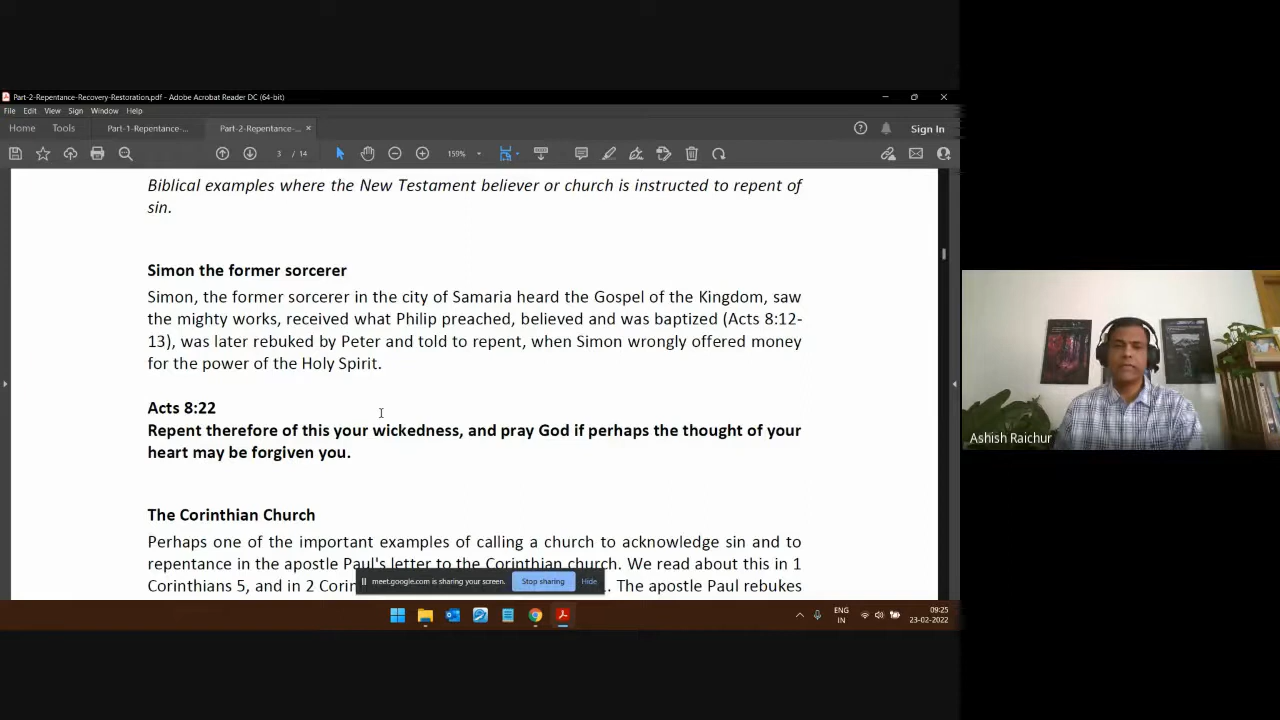 Part-2-Repentance-Recovery-Restoration.pdf - Adobe Acrobat Reader DC (64-bit)
File Edit View Sign Window Help
Home Tools Part-1-Repentance-... Part-2-Repentance-... × Sign In
3 / 14 159%
Biblical examples where the New Testament believer or church is instructed to repent of
sin.
Simon the former sorcerer
Simon, the former sorcerer in the city of Samaria heard the Gospel of the Kingdom, saw
the mighty works, received what Philip preached, believed and was baptized (Acts 8:12-
13), was later rebuked by Peter and told to repent, when Simon wrongly offered money
for the power of the Holy Spirit.
Acts 8:22
Repent therefore of this your wickedness, and pray God if perhaps the thought of your
heart may be forgiven you.
Ashish Raichur
The Corinthian Church
Perhaps one of the important examples of calling a church to acknowledge sin and to
repentance in the apostle Paul's letter to the Corinthian church. We read about this in 1
Corinthians 5, and in 2 Corin . The apostle Paul rebukes
meet.google.com is sharing your screen. Stop sharing Hide
ENG
IN
09:25
23-02-2022